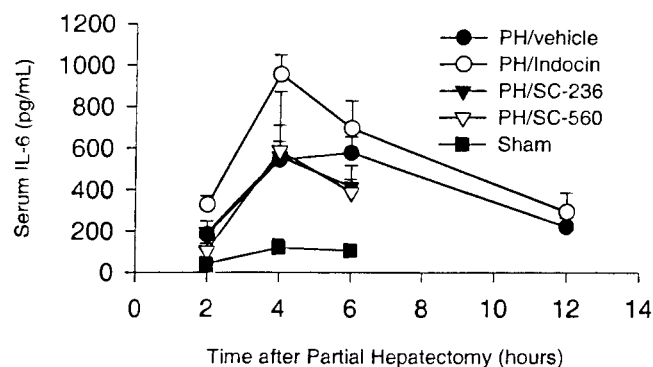 Serum IL-6 (pg/mL)
1200
1000
800
600
400
200
0
0 2 4 6 8 10 12 14
Time after Partial Hepatectomy (hours)
PH/vehicle
PH/Indocin
PH/SC-236
PH/SC-560
Sham